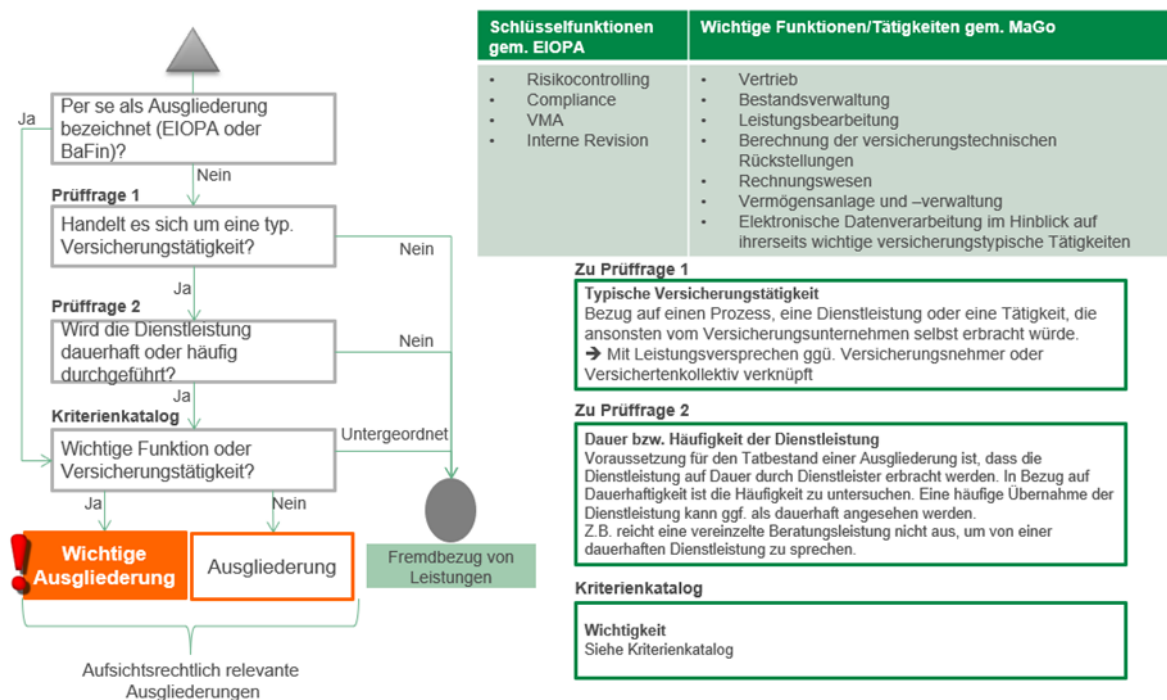 Per se als Ausgliederung
bezeichnet (EIOPA oder
BaFin)?
Ja
Nein
Prüffrage 1
Handelt es sich um eine typ.
Versicherungstätigkeit?
Nein
Ja
Prüffrage 2
Wird die Dienstleistung
dauerhaft oder häufig
durchgeführt?
Nein
Ja
Kriterienkatalog
Wichtige Funktion oder
Versicherungstätigkeit?
Untergeordnet
Ja
Nein
Wichtige
Ausgliederung
Ausgliederung
Fremdbezug von
Leistungen
Aufsichtsrechtlich relevante
Ausgliederungen
Schlüsselfunktionen
gem. EIOPA
Wichtige Funktionen/Tätigkeiten gem. MaGo
• Risikocontrolling
• Compliance
• VMA
• Interne Revision
• Vertrieb
• Bestandsverwaltung
• Leistungsbearbeitung
• Berechnung der versicherungstechnischen
Rückstellungen
• Rechnungswesen
• Vermögensanlage und –verwaltung
• Elektronische Datenverarbeitung im Hinblick auf
ihrerseits wichtige versicherungstypische Tätigkeiten
Zu Prüffrage 1
Typische Versicherungstätigkeit
Bezug auf einen Prozess, eine Dienstleistung oder eine Tätigkeit, die
ansonsten vom Versicherungsunternehmen selbst erbracht würde.
➔ Mit Leistungsversprechen ggü. Versicherungsnehmer oder
Versichertenkollektiv verknüpft
Zu Prüffrage 2
Dauer bzw. Häufigkeit der Dienstleistung
Voraussetzung für den Tatbestand einer Ausgliederung ist, dass die
Dienstleistung auf Dauer durch Dienstleister erbracht werden. In Bezug auf
Dauerhaftigkeit ist die Häufigkeit zu untersuchen. Eine häufige Übernahme der
Dienstleistung kann ggf. als dauerhaft angesehen werden.
Z.B. reicht eine vereinzelte Beratungsleistung nicht aus, um von einer
dauerhaften Dienstleistung zu sprechen.
Kriterienkatalog
Wichtigkeit
Siehe Kriterienkatalog